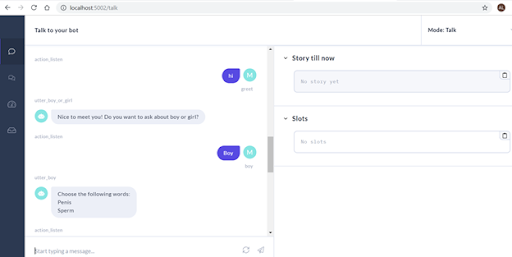 localhost:5002/talk
AL
Talk to your bot
Mode: Talk
action_listen
hi
M
greet
utter_boy_or_girl
Nice to meet you! Do you want to ask about boy or girl?
action_listen
Boy
M
boy
utter_boy
Choose the following words:
Penis
Sperm
action_listen
Start typing a message...
Story till now
No story yet
Slots
No slots